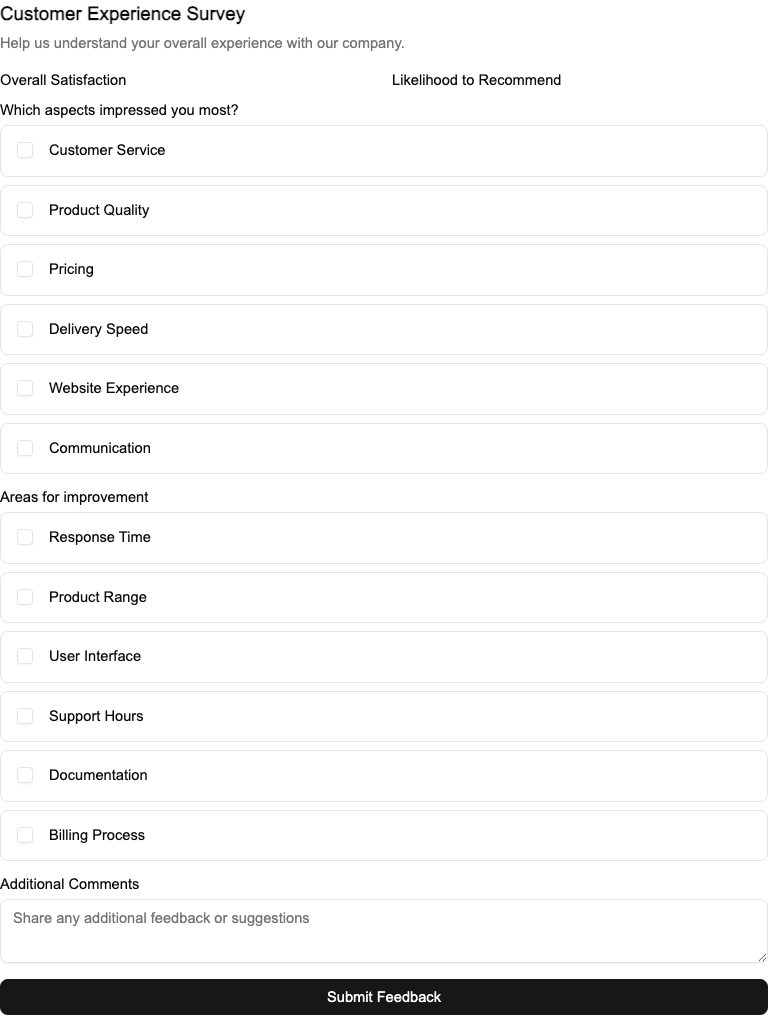 Customer Experience Survey
Help us understand your overall experience with our company.
Overall Satisfaction
Likelihood to Recommend
Which aspects impressed you most?
Customer Service
Product Quality
Pricing
Delivery Speed
Website Experience
Communication
Areas for improvement
Response Time
Product Range
User Interface
Support Hours
Documentation
Billing Process
Additional Comments
Share any additional feedback or suggestions
Submit Feedback